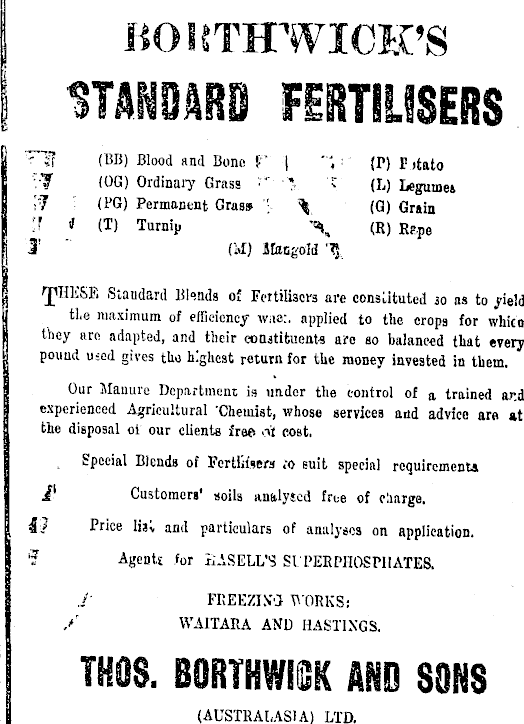 BORTHWICK'S
STANDARD FERTILISERS
(BB) Blood and Bone (P) Potato
(OG) Ordinary Grass (L) Legumes
(PG) Permanent Grass (G) Grain
(T) Turnip (R) Rape
(M) Mangold
THESE Standard Blends of Fertilisers are constituted so as to yield
the maximum of efficiency when applied to the crops for which
they are adapted, and their constituents are so balanced that every
pound used gives the highest return for the money invested in them.
Our Manure Department is under the control of a trained and
experienced Agricultural Chemist, whose services and advice are at
the disposal of our clients free of cost.
Special Blends of Fertilisers to suit special requirements
Customers' soils analysed free of charge.
Price list and particulars of analyses on application.
Agents for HASELL'S SUPERPHOSPHATES.
FREEZING WORKS:
WAITARA AND HASTINGS.
THOS. BORTHWICK AND SONS
(AUSTRALASIA) LTD.